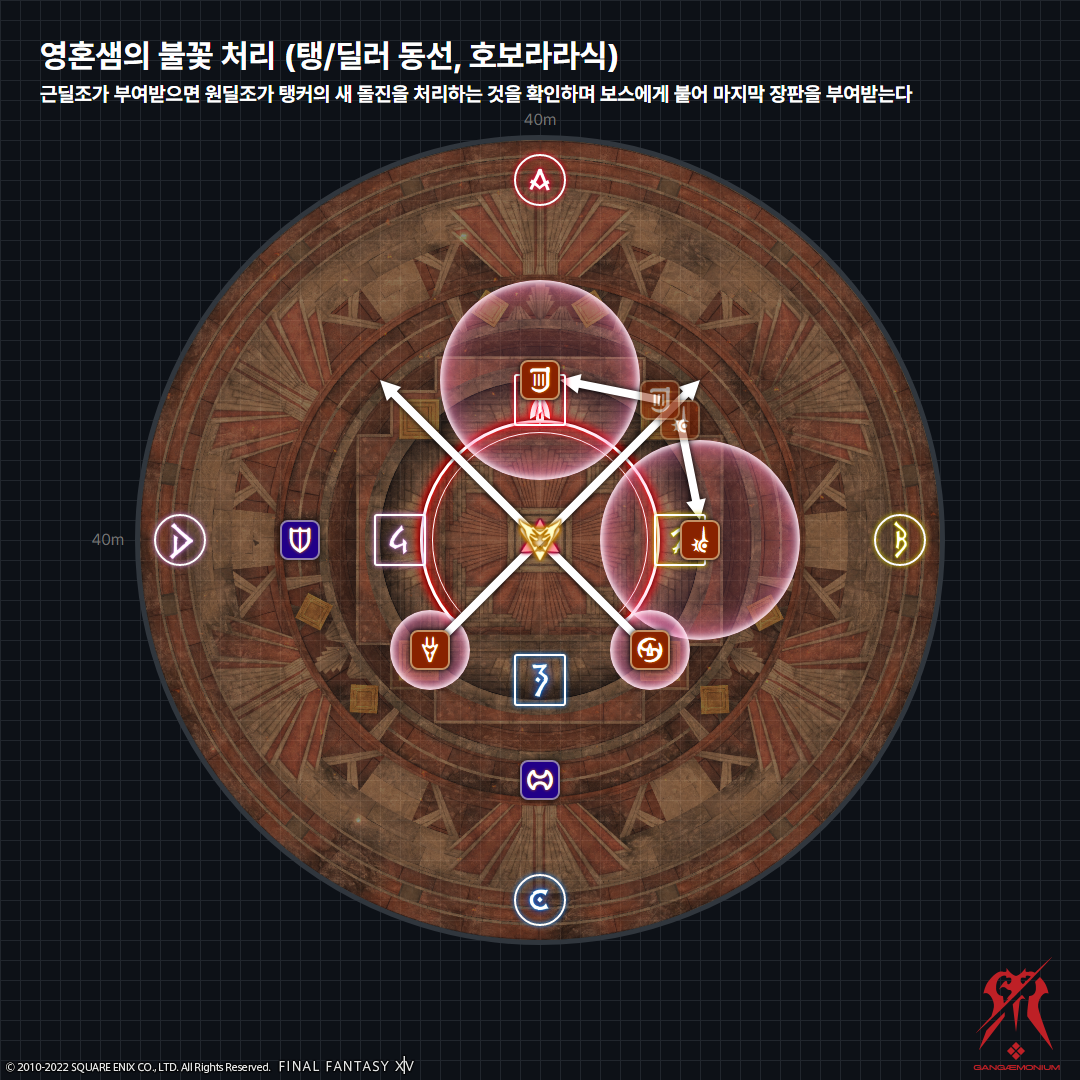 영혼샘의 불꽃 처리 (탱/딜러 동선, 호보라라식)
근딜조가 부여받으면 원딜조가 탱커의 새 돌진을 처리하는 것을 확인하며 보스에게 붙어 마지막 장판을 부여받는다
40m
A
40m
D
4
B
3
C
GANGÆMONIUM
© 2010-2022 SQUARE ENIX CO., LTD. All Rights Reserved. FINAL FANTASY XIV